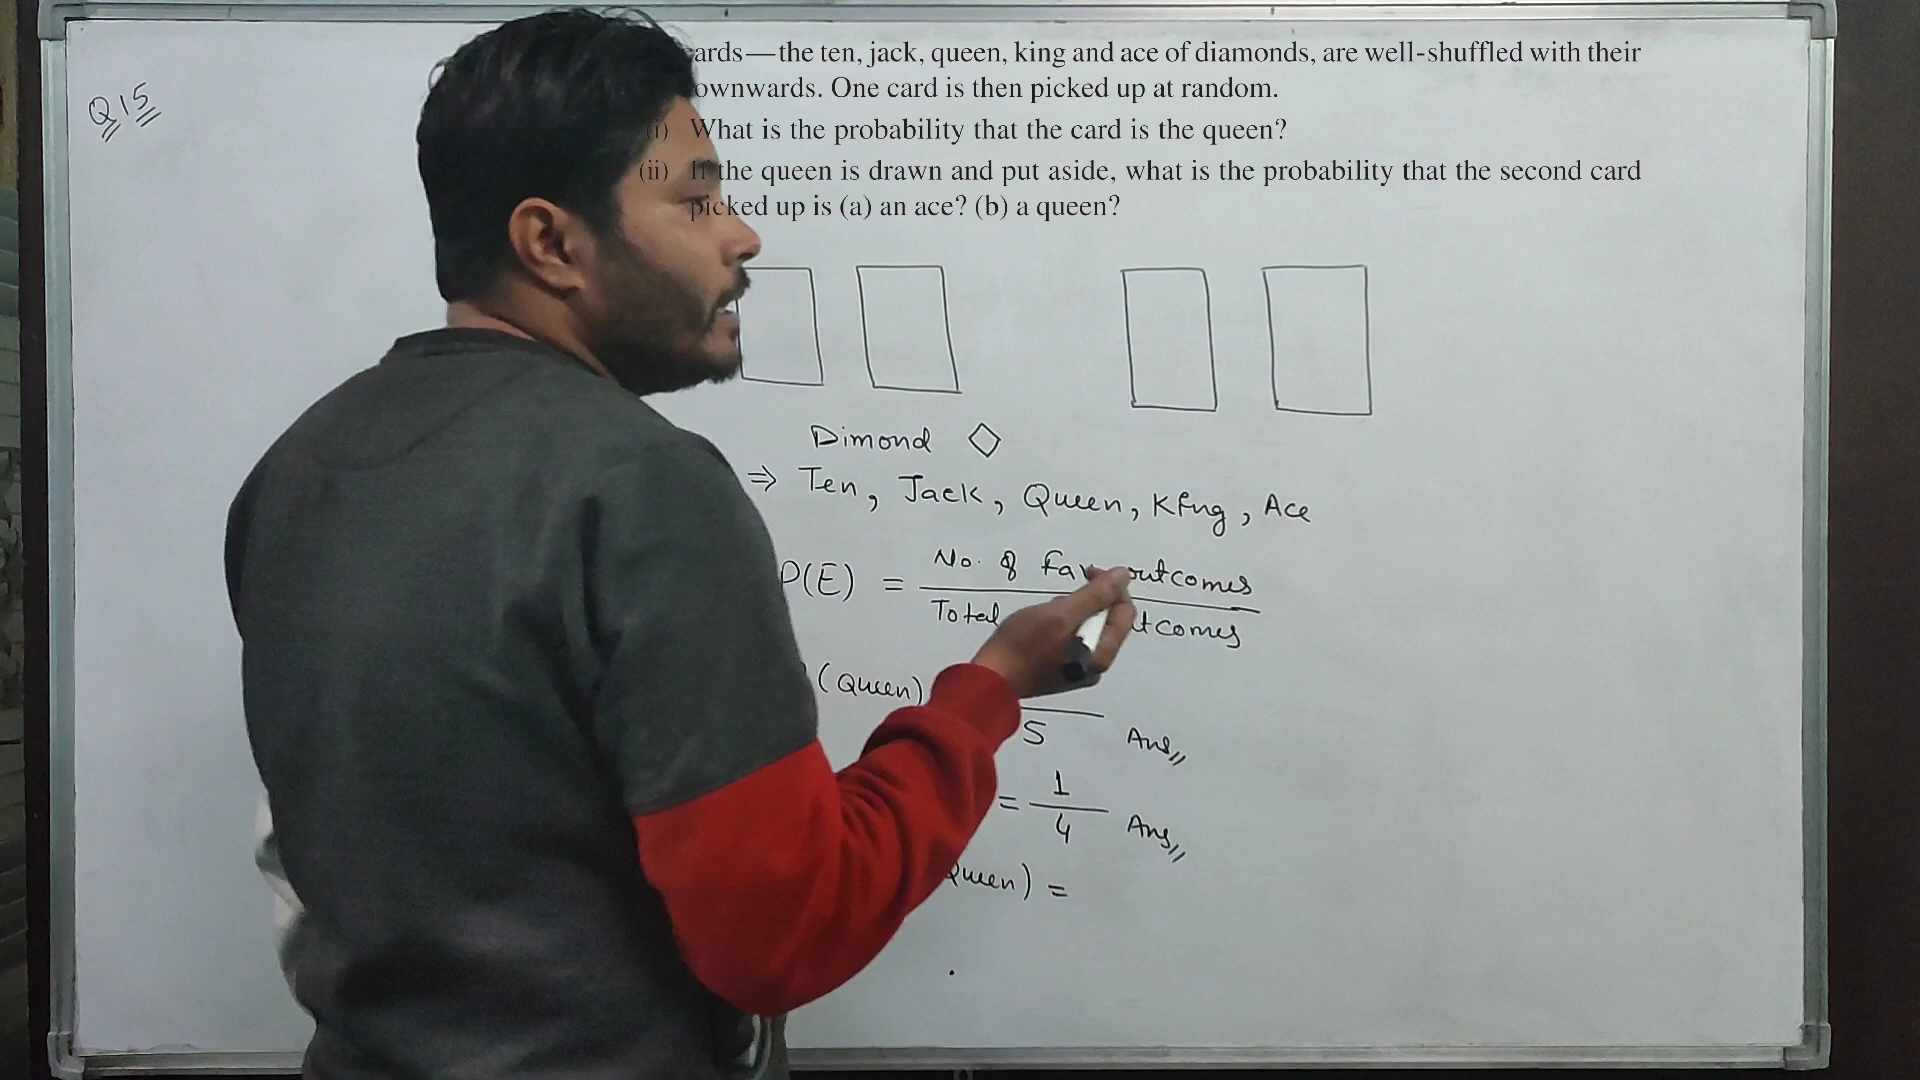 Q15
ards—the ten, jack, queen, king and ace of diamonds, are well-shuffled with their
ownwards. One card is then picked up at random.
(i) What is the probability that the card is the queen?
(ii) If the queen is drawn and put aside, what is the probability that the second card
picked up is (a) an ace? (b) a queen?
Dimond ◇
⇒ Ten, Jack, Queen, King, Ace
P(E) = No. of Fav outcomes
Total
(Queen)
5 Ans
= 1/4 Ans
Queen) =